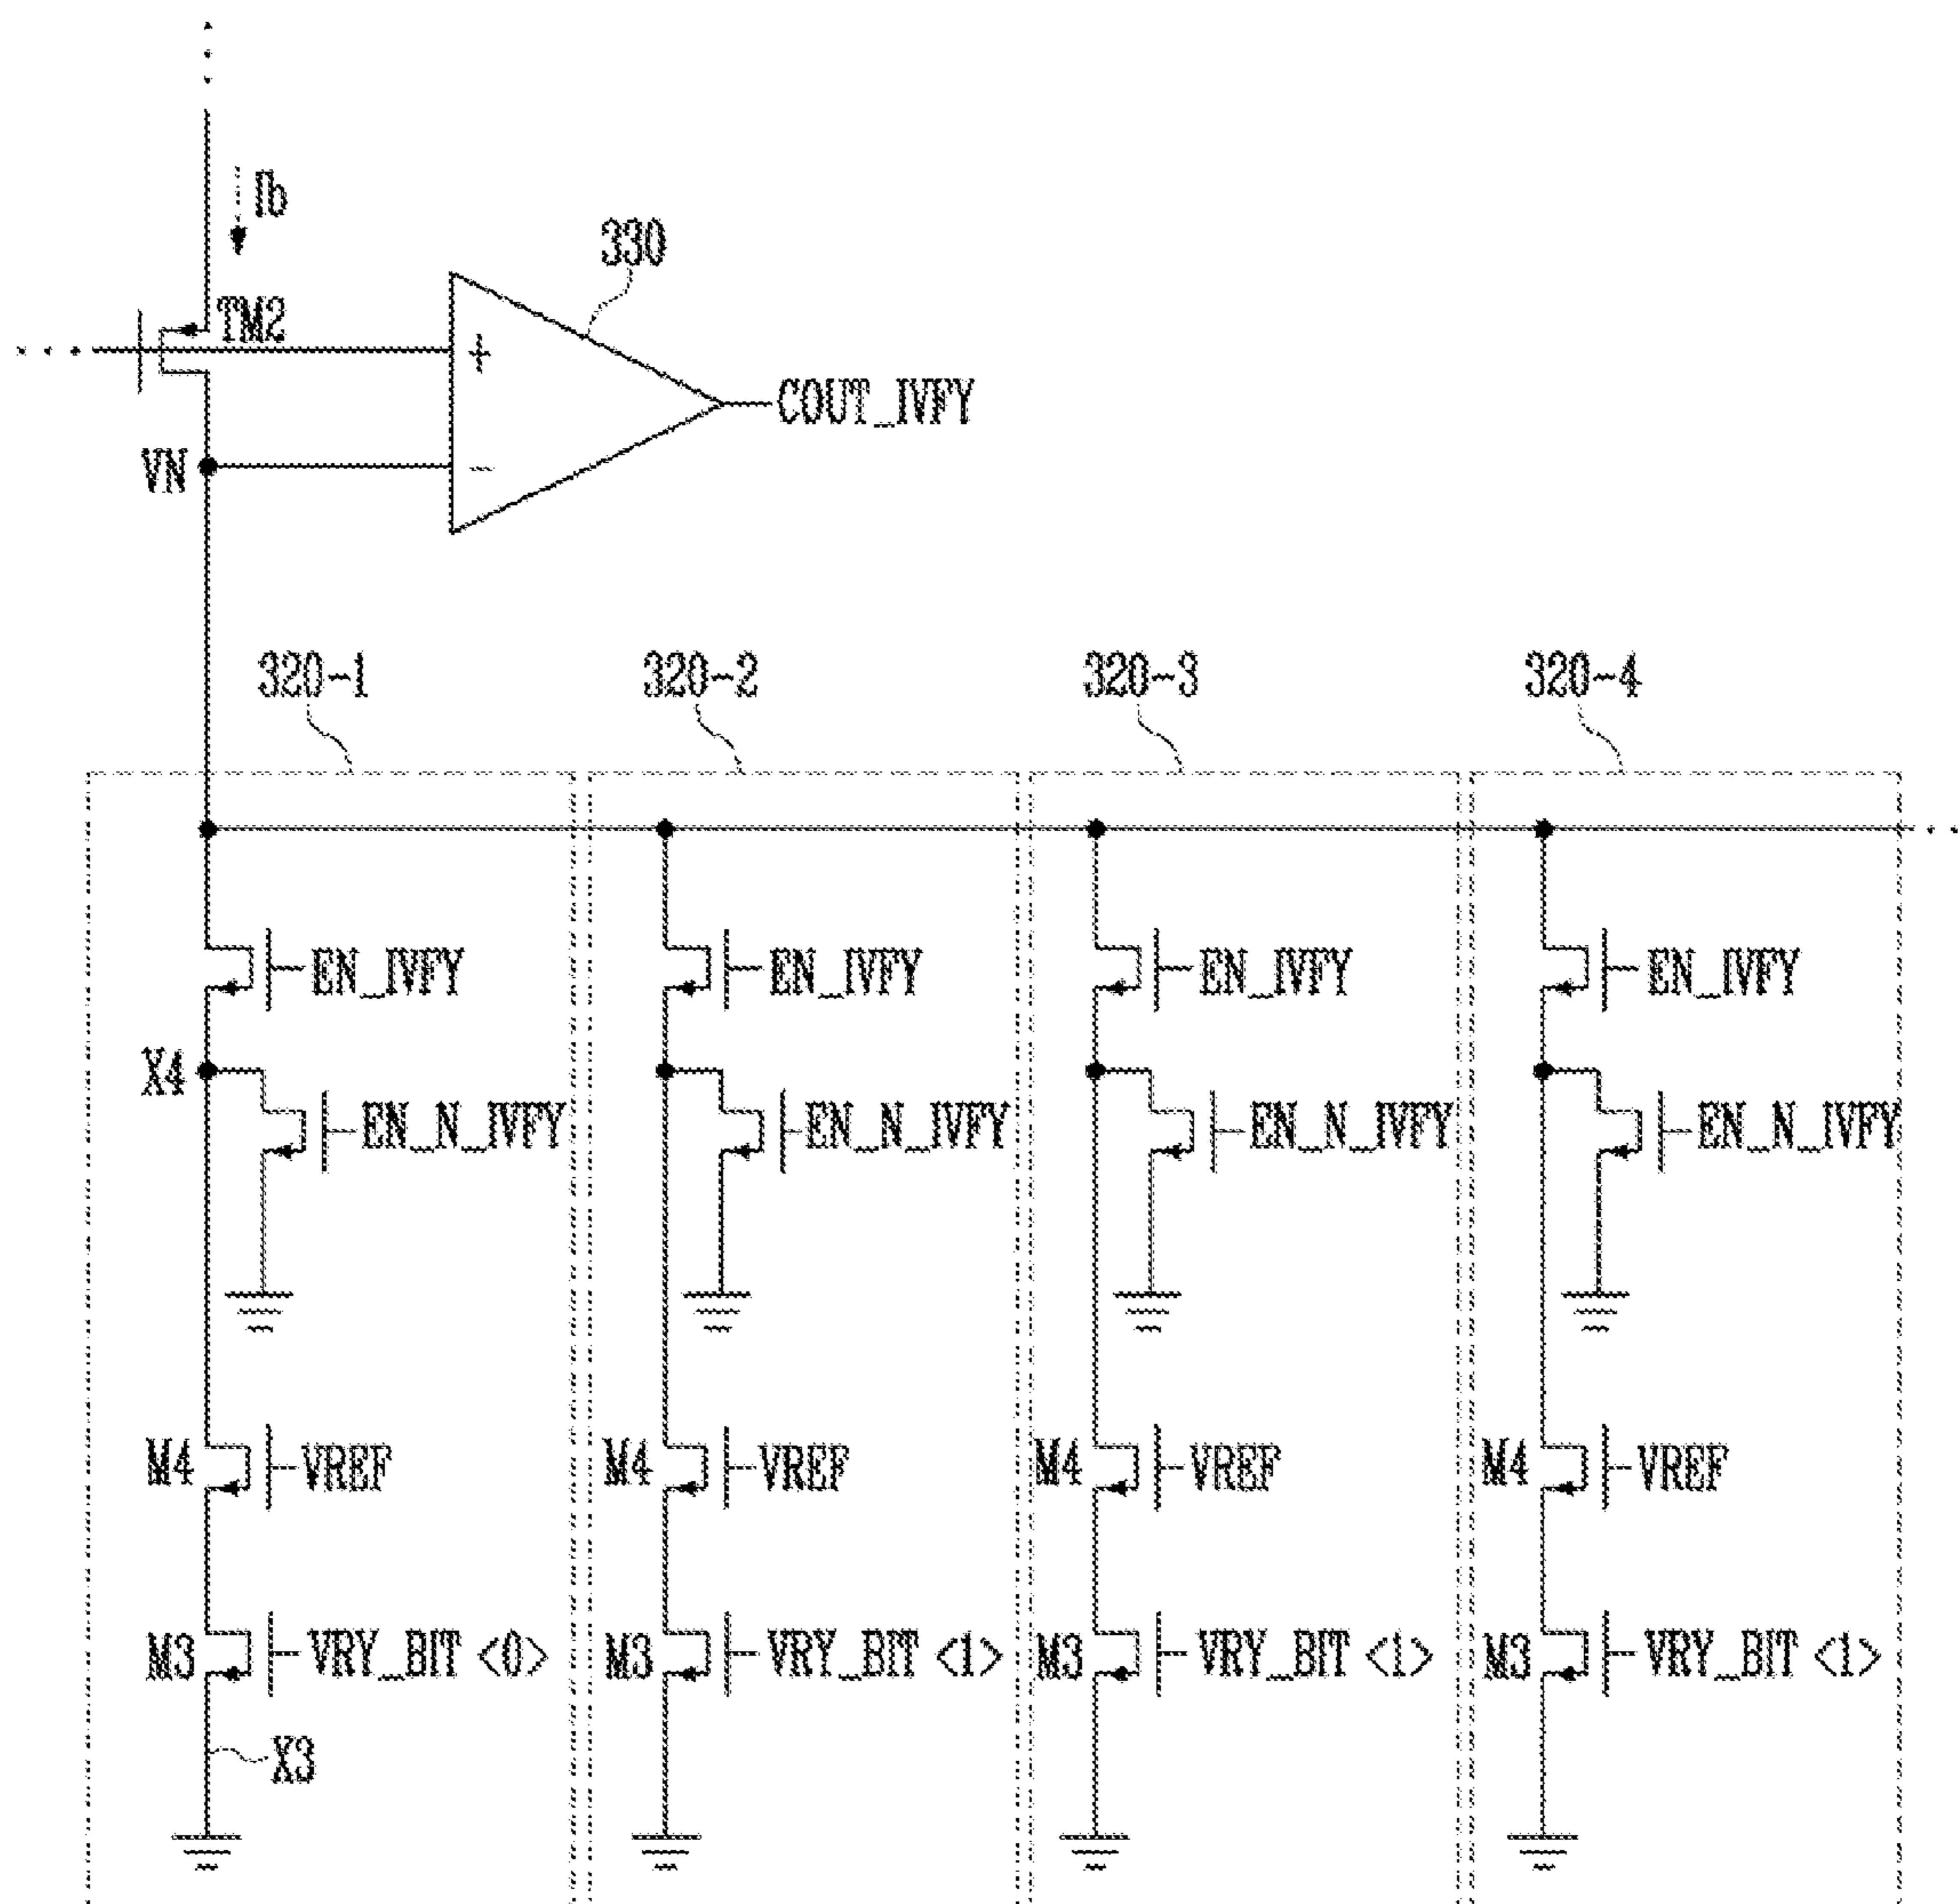 Ib
330
TM2
+
COUT_IVFY
VN
−
320-1 320-2 320-3 320-4
EN_IVFY EN_IVFY EN_IVFY EN_IVFY
X4
EN_N_IVFY EN_N_IVFY EN_N_IVFY EN_N_IVFY
M4 VREF M4 VREF M4 VREF M4 VREF
M3 VRY_BIT <0> M3 VRY_BIT <1> M3 VRY_BIT <1> M3 VRY_BIT <1>
X3